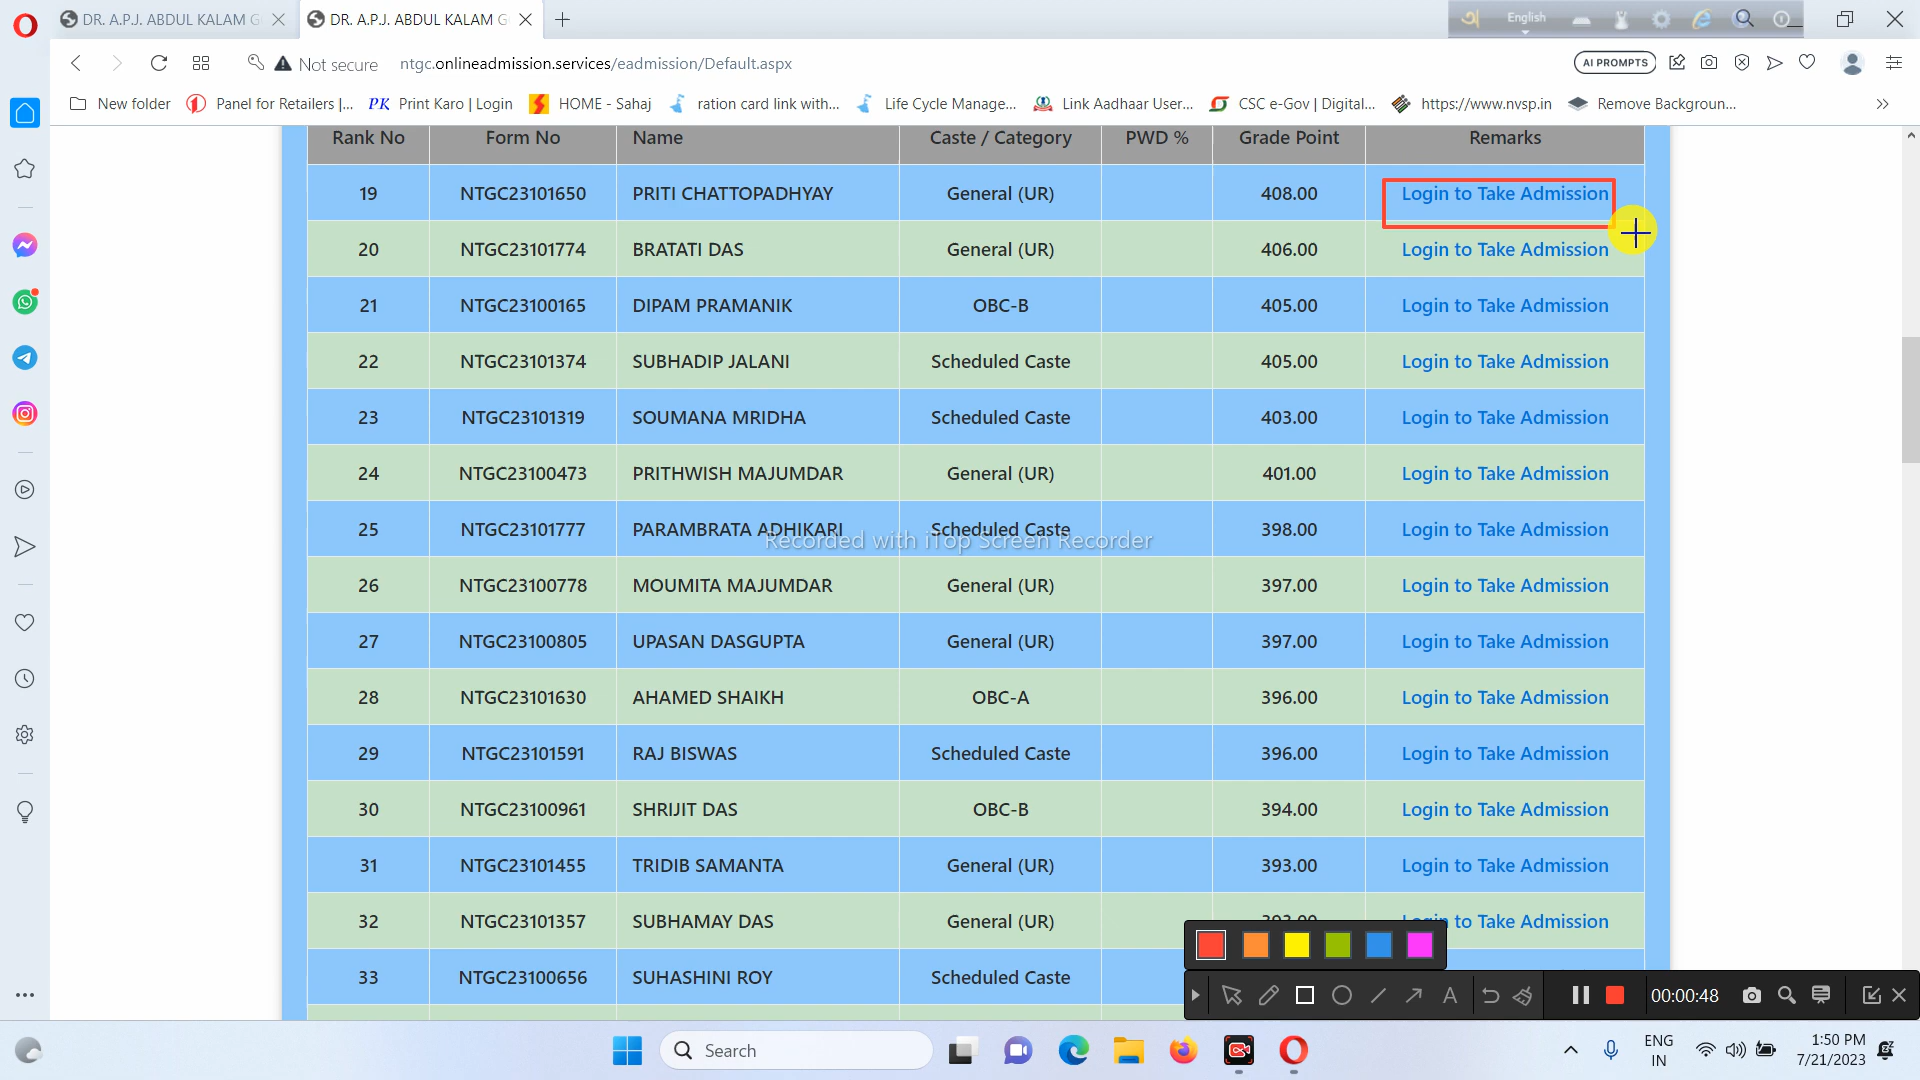 DR. A.P.J. ABDUL KALAM G
DR. A.P.J. ABDUL KALAM G
English
Not secure ntgc.onlineadmission.services/eadmission/Default.aspx
AI PROMPTS
New folder Panel for Retailers |... PK Print Karo | Login HOME - Sahaj ration card link with... Life Cycle Manage... Link Aadhaar User... CSC e-Gov | Digital... https://www.nvsp.in Remove Backgroun...
Rank No Form No Name Caste / Category PWD % Grade Point Remarks
19 NTGC23101650 PRITI CHATTOPADHYAY General (UR) 408.00 Login to Take Admission
20 NTGC23101774 BRATATI DAS General (UR) 406.00 Login to Take Admission
21 NTGC23100165 DIPAM PRAMANIK OBC-B 405.00 Login to Take Admission
22 NTGC23101374 SUBHADIP JALANI Scheduled Caste 405.00 Login to Take Admission
23 NTGC23101319 SOUMANA MRIDHA Scheduled Caste 403.00 Login to Take Admission
24 NTGC23100473 PRITHWISH MAJUMDAR General (UR) 401.00 Login to Take Admission
25 NTGC23101777 PARAMBRATA ADHIKARI Scheduled Caste 398.00 Login to Take Admission
Recorded with iTop Screen Recorder
26 NTGC23100778 MOUMITA MAJUMDAR General (UR) 397.00 Login to Take Admission
27 NTGC23100805 UPASAN DASGUPTA General (UR) 397.00 Login to Take Admission
28 NTGC23101630 AHAMED SHAIKH OBC-A 396.00 Login to Take Admission
29 NTGC23101591 RAJ BISWAS Scheduled Caste 396.00 Login to Take Admission
30 NTGC23100961 SHRIJIT DAS OBC-B 394.00 Login to Take Admission
31 NTGC23101455 TRIDIB SAMANTA General (UR) 393.00 Login to Take Admission
32 NTGC23101357 SUBHAMAY DAS General (UR) to Take Admission
33 NTGC23100656 SUHASHINI ROY Scheduled Caste
A
00:00:48
Search
ENG
IN
1:50 PM
7/21/2023